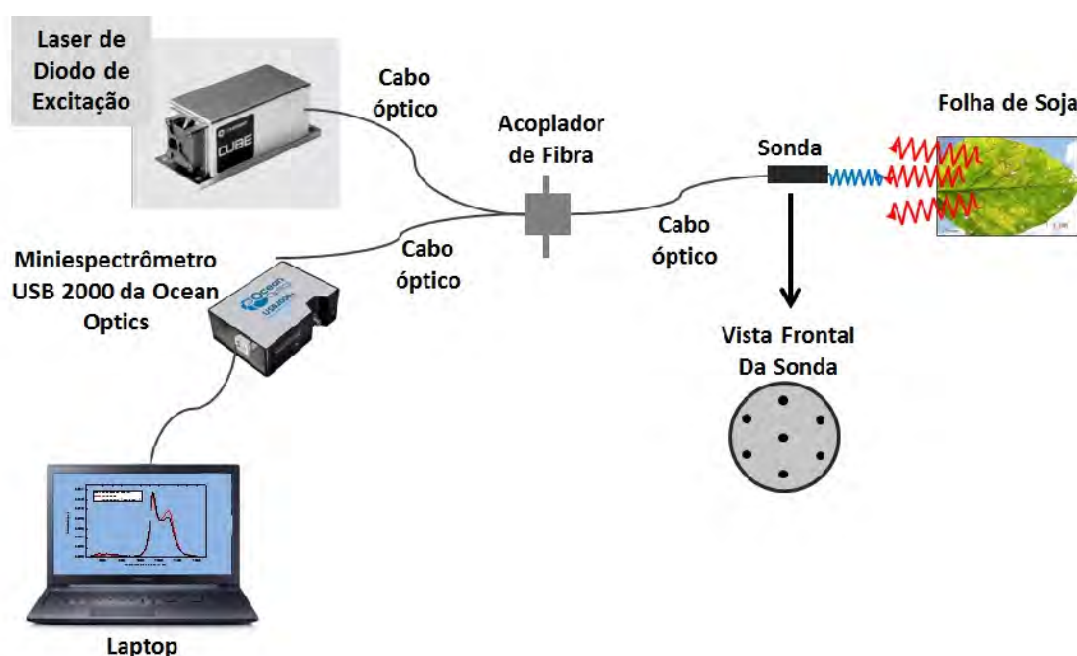 Laser de
Diodo de
Excitação
CUBE
Cabo
óptico
Acoplador
de Fibra
Sonda
Folha de Soja
Cabo
óptico
Cabo
óptico
Miniespectrômetro
USB 2000 da Ocean
Optics
Ocean
Vista Frontal
Da Sonda
Laptop